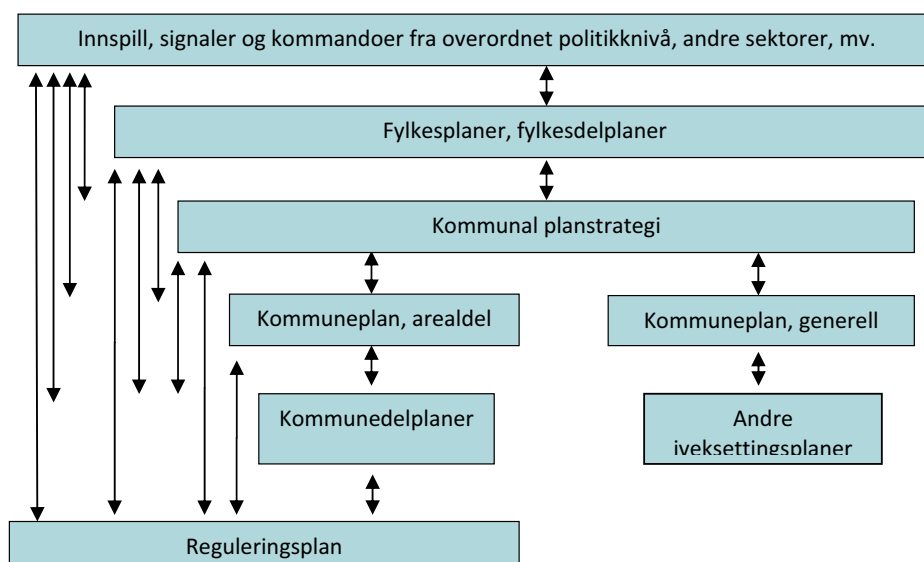 Innspill, signaler og kommandoer fra overordnet politikknivå, andre sektorer, mv.
Fylkesplaner, fylkesdelplaner
Kommunal planstrategi
Kommuneplan, arealdel
Kommuneplan, generell
Kommunedelplaner
Andre
iveksettingsplaner
Reguleringsplan